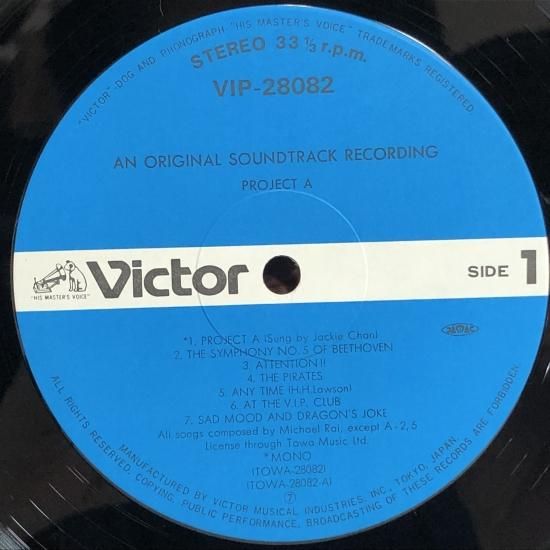 "VICTOR"-DOG AND PHONOGRAPH-"HIS MASTER'S VOICE" TRADEMARKS REGISTERED
STEREO 33 1/3 r.p.m.
VIP-28082
AN ORIGINAL SOUNDTRACK RECORDING
PROJECT A
"HIS MASTER'S VOICE"
Victor
SIDE 1
JASRAC
*1. PROJECT A (Sung by Jackie Chan)
2. THE SYMPHONY NO. 5 OF BEETHOVEN
3. ATTENTION!!
4. THE PIRATES
5. ANY TIME (H.H.Lawson)
6. AT THE V.I.P. CLUB
7. SAD MOOD AND DRAGON'S JOKE
All songs composed by Michael Rai, except A-2,5
License through Towa Music Ltd.
*MONO
(TOWA-28082)
(TOWA-28082-A)
⑦
MANUFACTURED BY VICTOR MUSICAL INDUSTRIES, INC., TOKYO, JAPAN.
ALL RIGHTS RESERVED. COPYING, PUBLIC PERFORMANCE, BROADCASTING OF THESE RECORDS ARE FORBIDDEN.